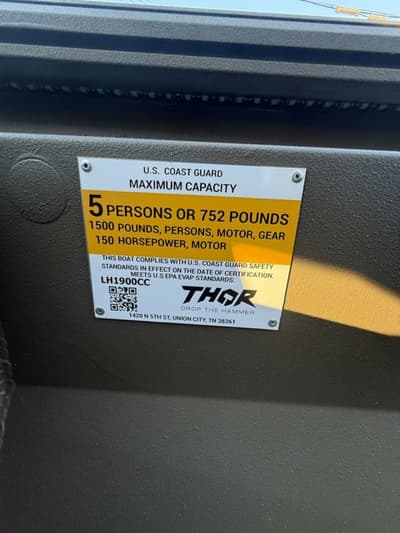 U.S. COAST GUARD
MAXIMUM CAPACITY
5 PERSONS OR 752 POUNDS
1500 POUNDS, PERSONS, MOTOR, GEAR
150 HORSEPOWER, MOTOR
THIS BOAT COMPLIES WITH U.S. COAST GUARD SAFETY
STANDARDS IN EFFECT ON THE DATE OF CERTIFICATION.
MEETS U.S EPA EVAP STANDARDS.
LH1900CC
THOR
DROP THE HAMMER
1420 N 5TH ST, UNION CITY, TN 38261